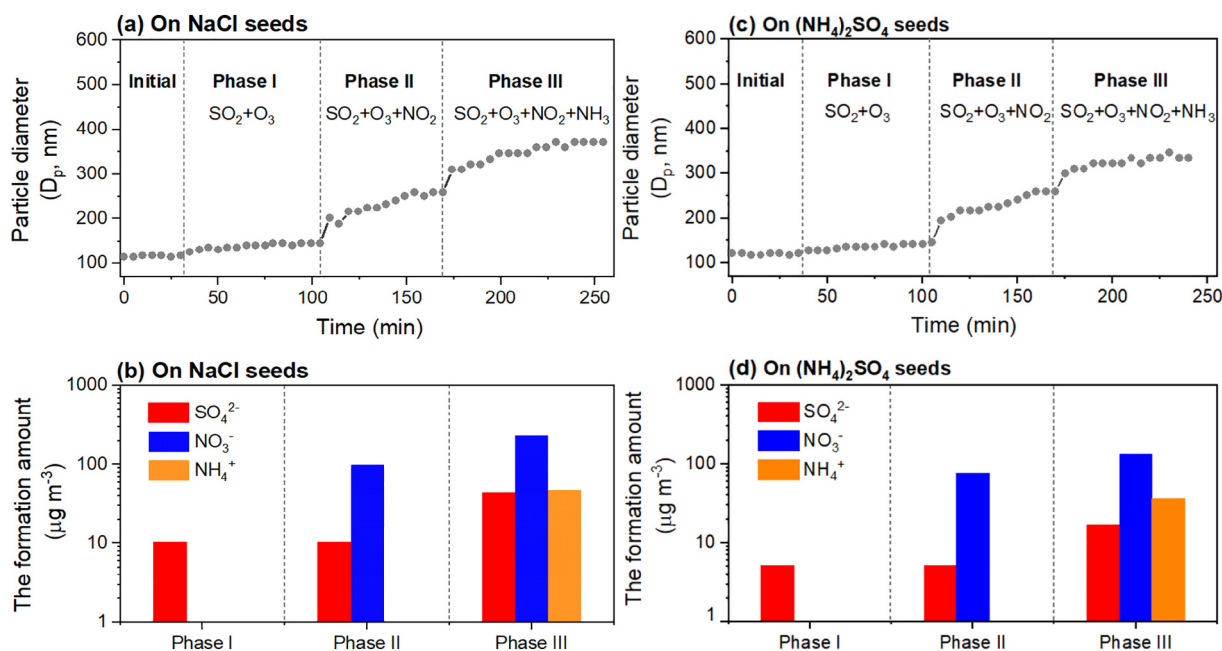 (a) On NaCl seeds
600
500
400
300
200
100
Particle diameter
(Dₚ, nm)
Initial
Phase I
Phase II
Phase III
SO₂+O₃
SO₂+O₃+NO₂
SO₂+O₃+NO₂+NH₃
0
50
100
150
200
250
Time (min)
(c) On (NH₄)₂SO₄ seeds
600
500
400
300
200
100
Particle diameter
(Dₚ, nm)
Initial
Phase I
Phase II
Phase III
SO₂+O₃
SO₂+O₃+NO₂
SO₂+O₃+NO₂+NH₃
0
50
100
150
200
250
Time (min)
(b) On NaCl seeds
1000
100
10
1
The formation amount
(μg m⁻³)
SO₄²⁻
NO₃⁻
NH₄⁺
Phase I
Phase II
Phase III
(d) On (NH₄)₂SO₄ seeds
1000
100
10
1
The formation amount
(μg m⁻³)
SO₄²⁻
NO₃⁻
NH₄⁺
Phase I
Phase II
Phase III